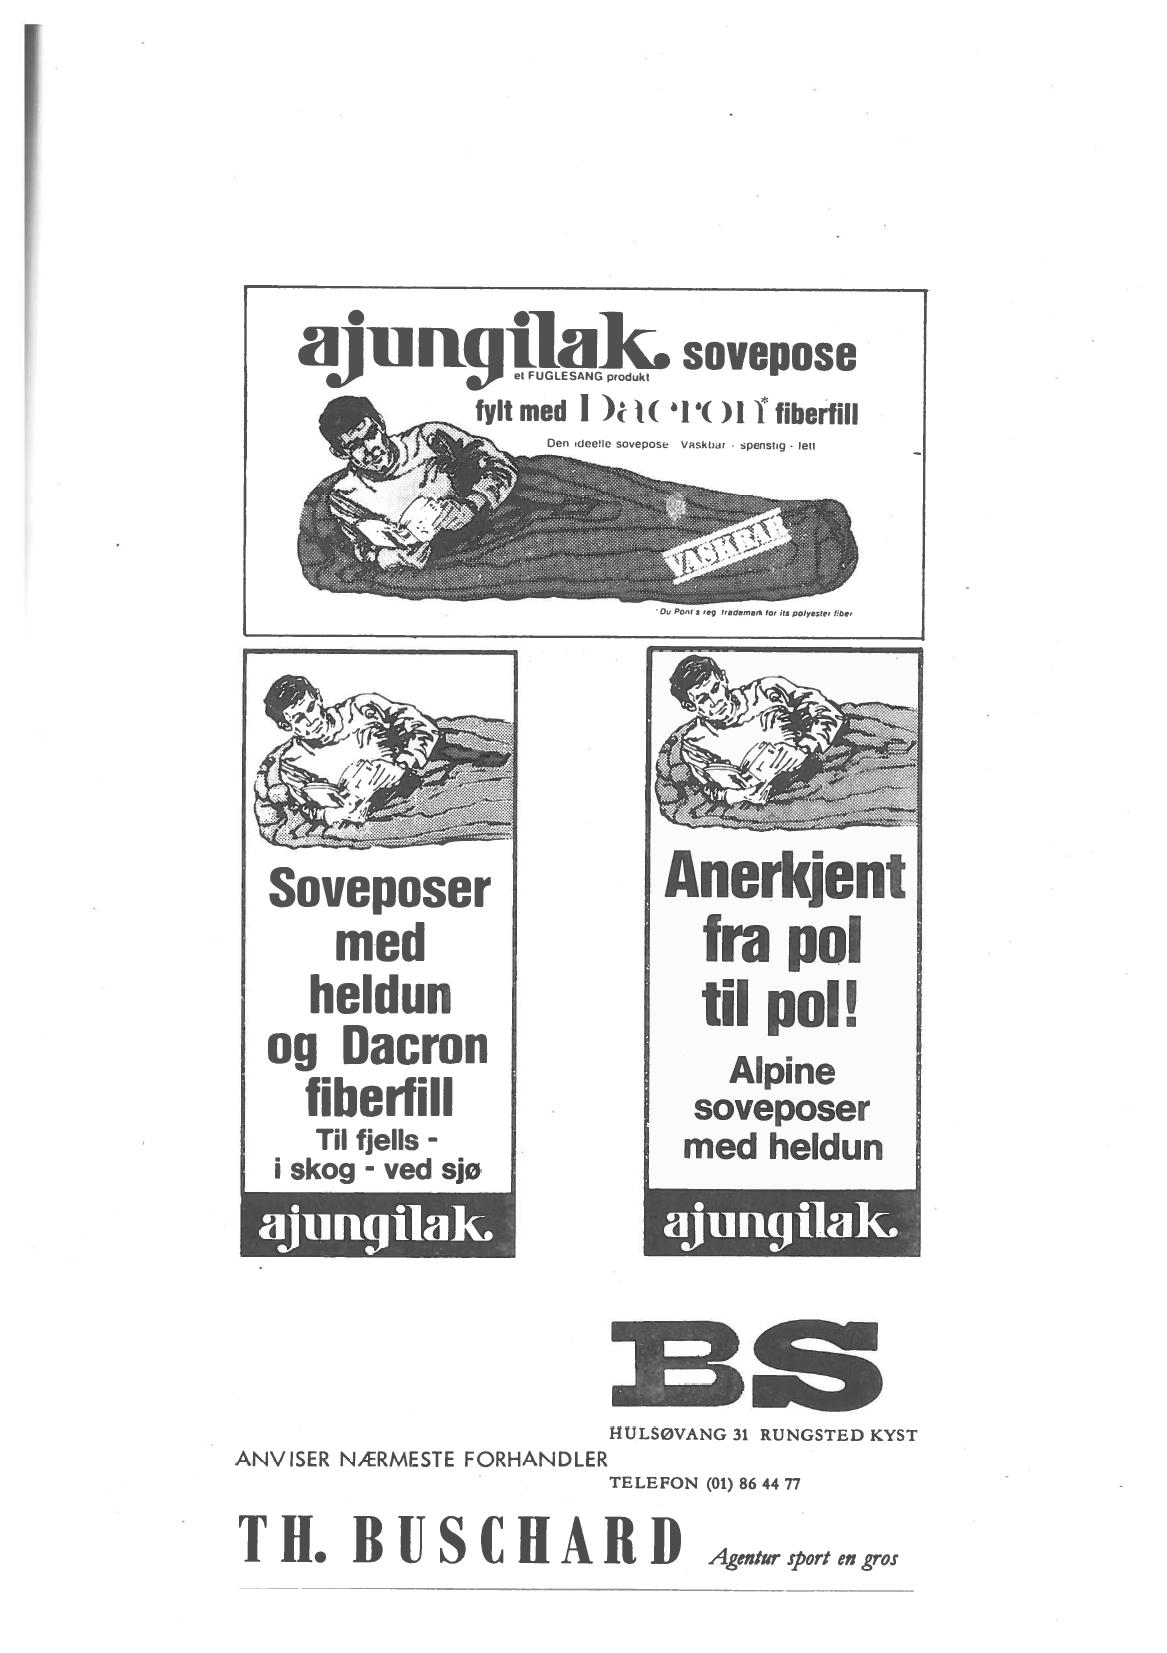 ajungilak. sovepose
et FUGLESANG produkt
fylt med Dacron* fiberfill
Den ideelle sovepose Vaskbar - spenstig - lett
VASKBAR
*Du Pont's reg trademark for its polyester fiber
Soveposer
med
heldun
og Dacron
fiberfill
Til fjells -
i skog - ved sjø
ajungilak.
Anerkjent
fra pol
til pol!
Alpine
soveposer
med heldun
ajungilak.
BS
HULSØVANG 31 RUNGSTED KYST
ANVISER NÆRMESTE FORHANDLER
TELEFON (01) 86 44 77
TH. BUSCHARD Agentur sport en gros